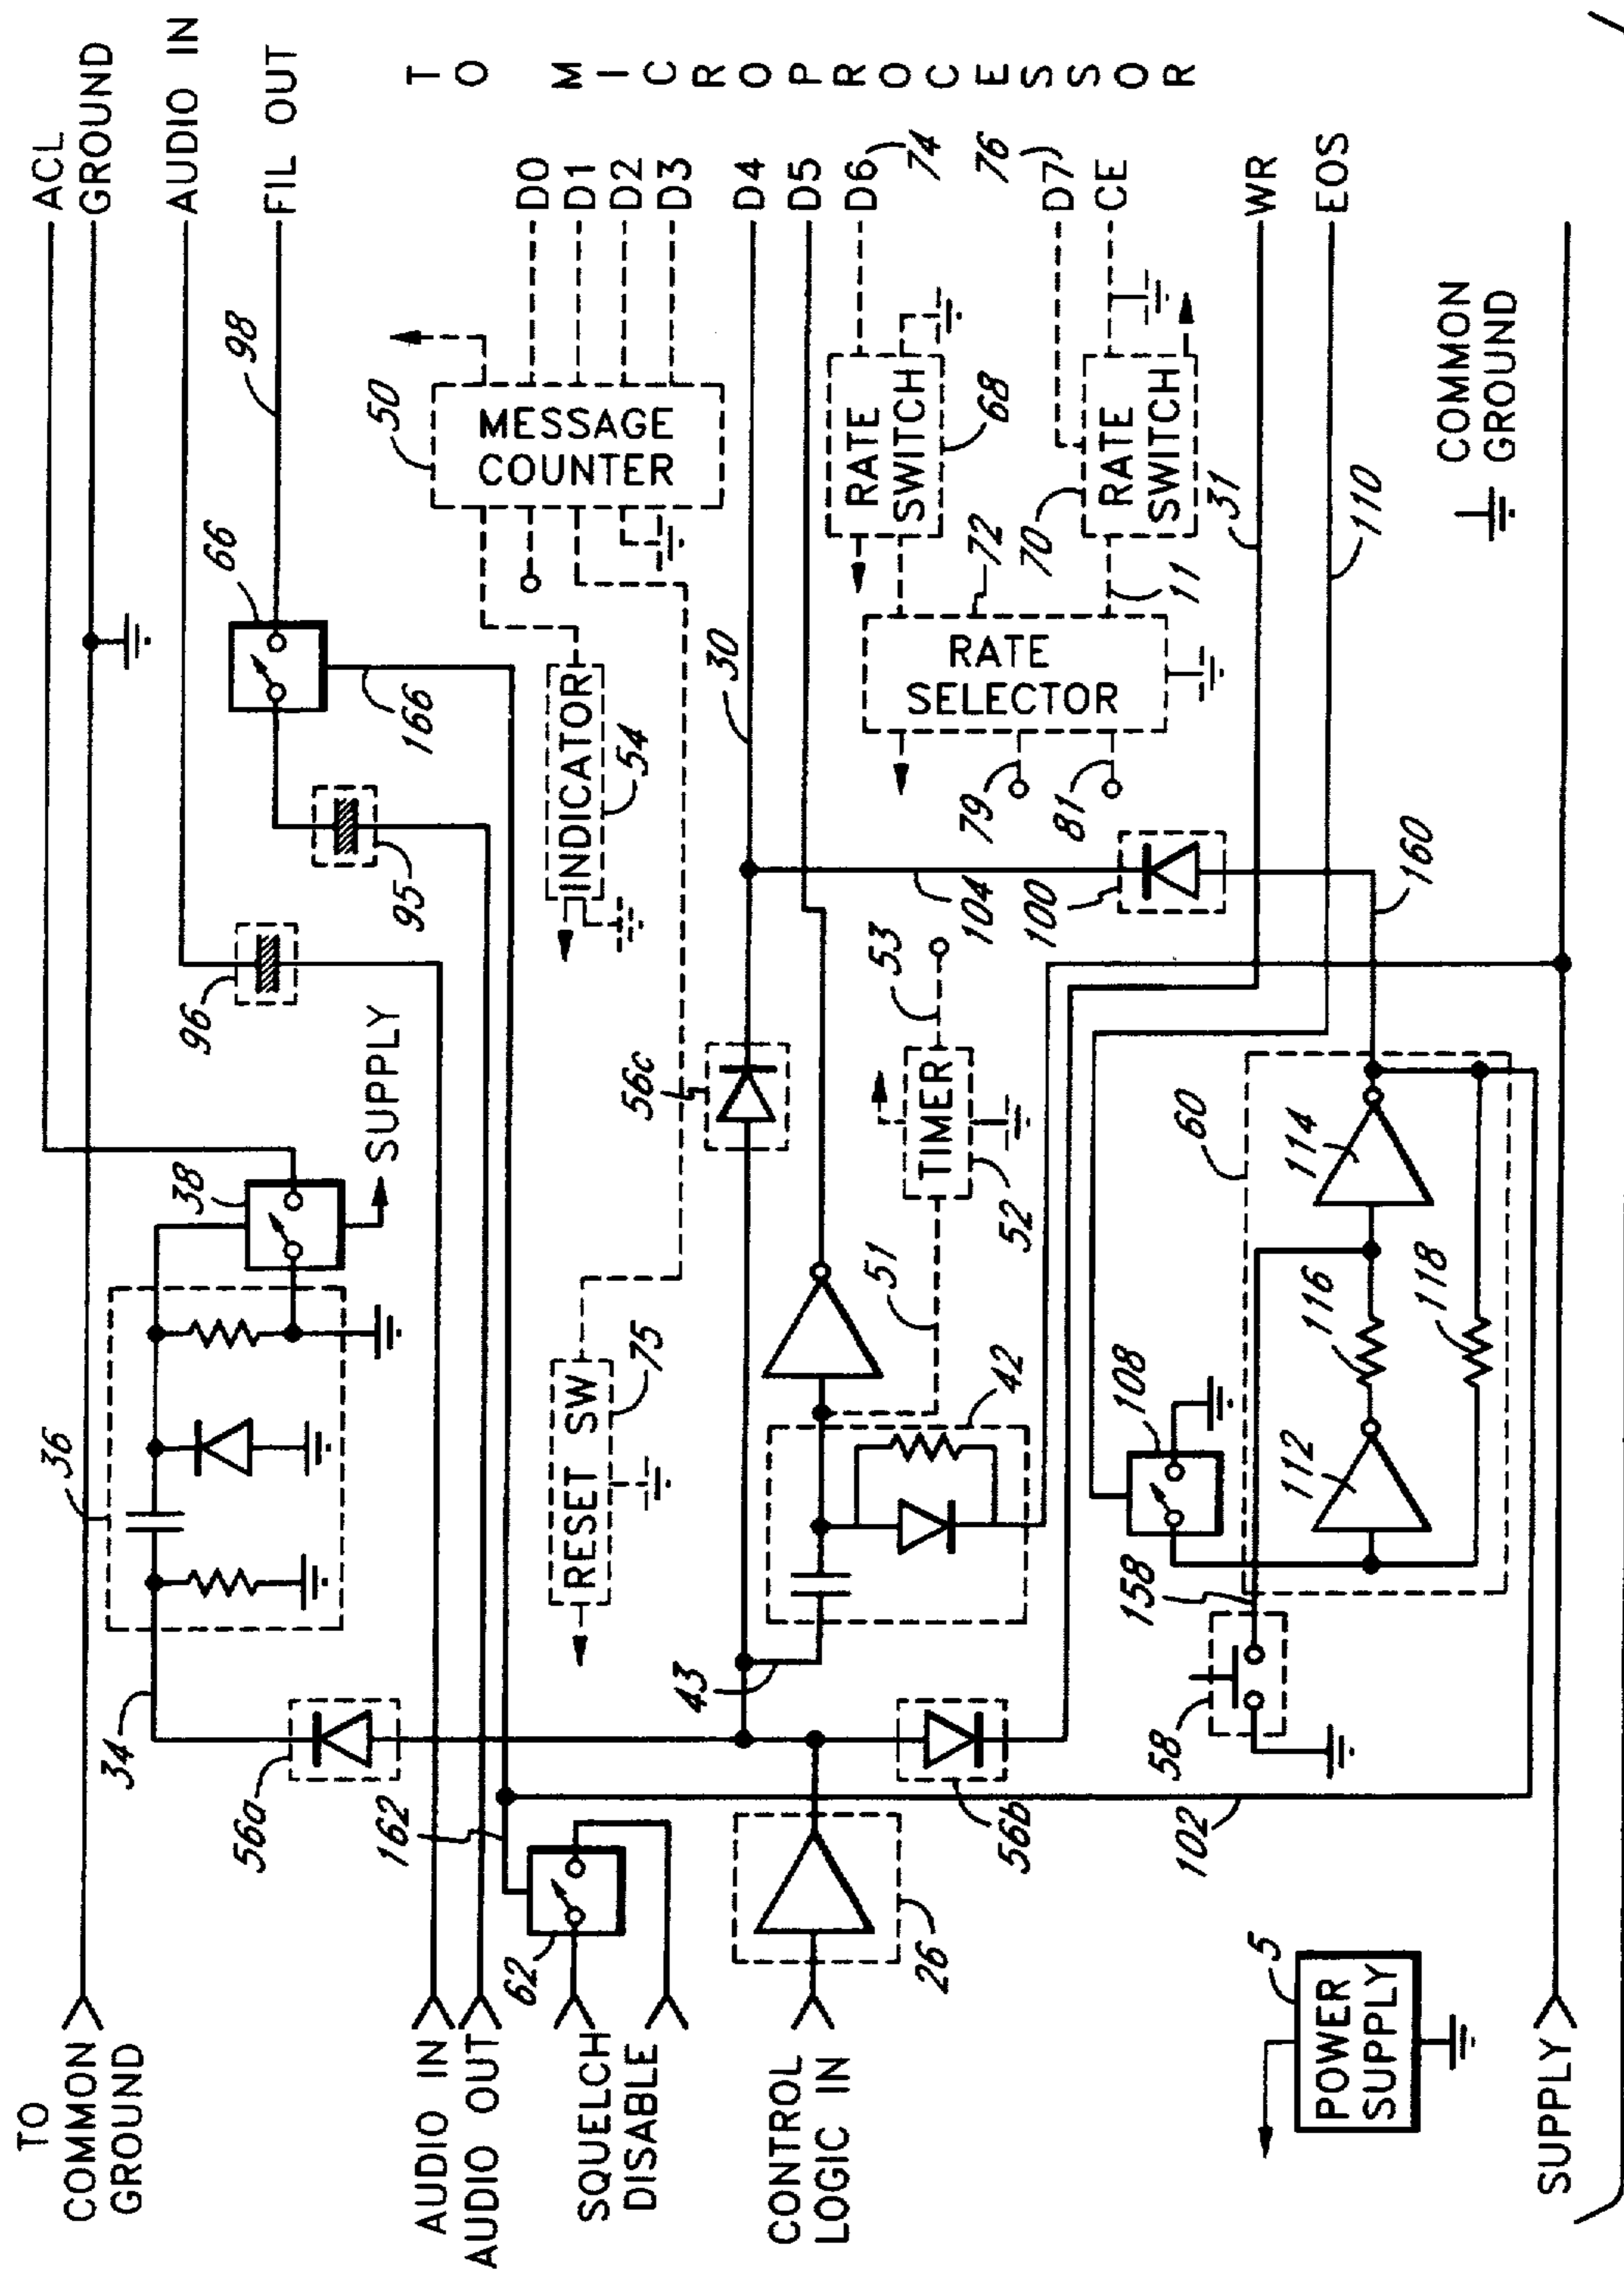 TO
COMMON
GROUND
AUDIO IN
AUDIO OUT
SQUELCH
DISABLE
CONTROL
LOGIC IN
SUPPLY
5
POWER
SUPPLY
34
36
38
SUPPLY
56a
162
62
26
56b
102
96
95
66
166
98
ACL
GROUND
AUDIO IN
FIL OUT
TO MICROPROCESSOR
D0
D1
D2
D3
D4
D5
D6
74
76
D7
CE
WR
EOS
50
MESSAGE
COUNTER
INDICATOR
54
RESET SW
75
56c
30
43
42
51
TIMER
52
53
RATE
SWITCH
68
70
RATE
SWITCH
72
11
RATE
SELECTOR
79
81
104
100
160
31
110
COMMON
GROUND
58
158
108
60
112
114
116
118